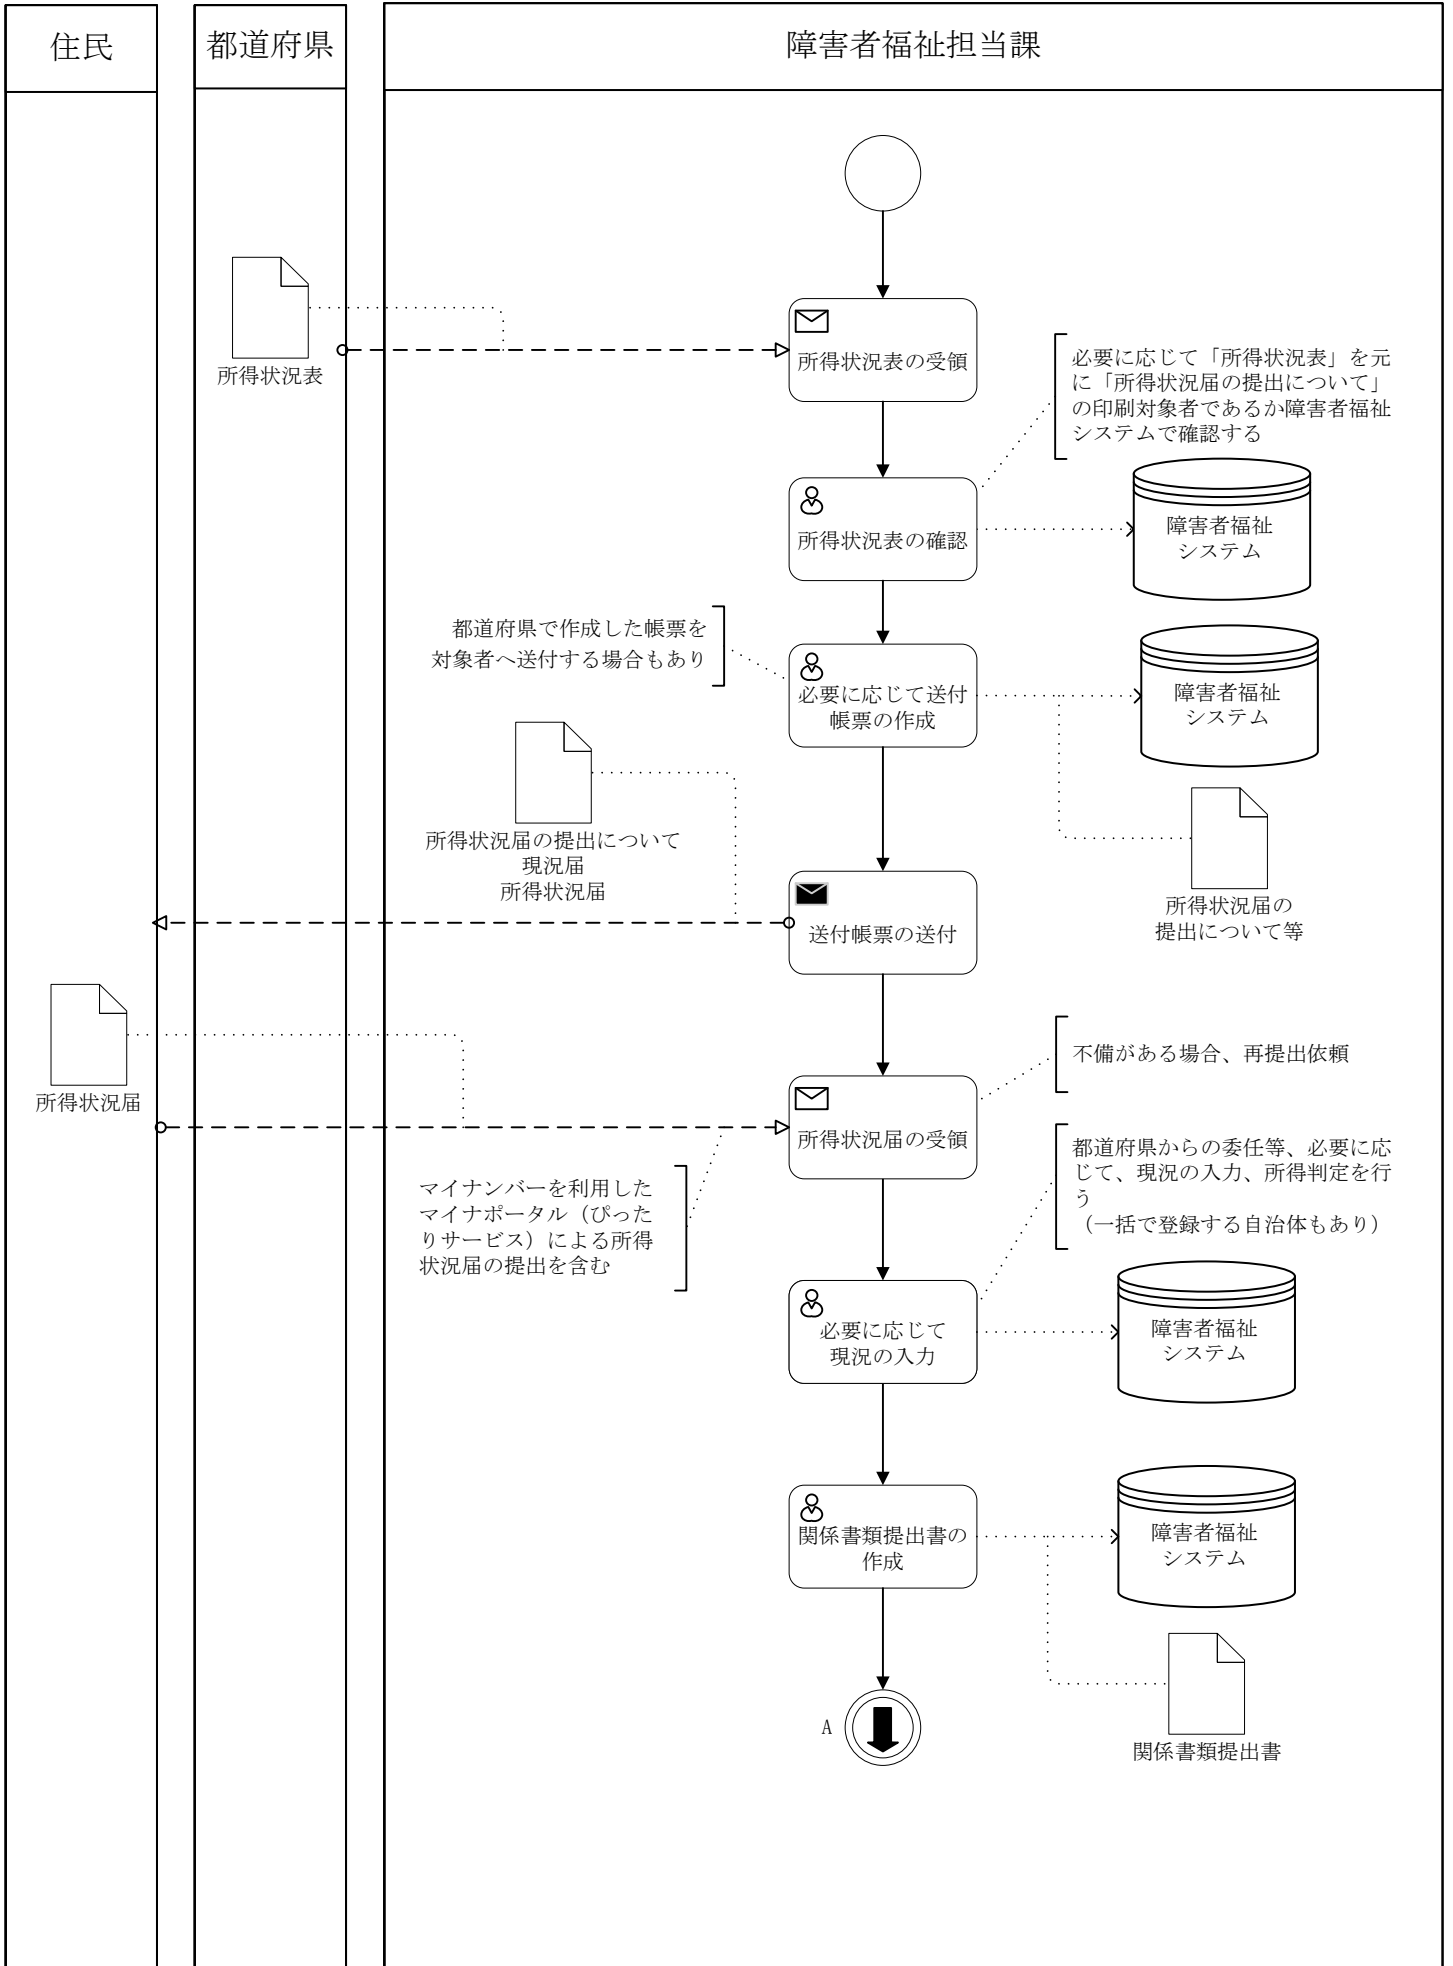 住民
都道府県
障害者福祉担当課
所得状況表
所得状況表の受領
必要に応じて「所得状況表」を元
に「所得状況届の提出について」
の印刷対象者であるか障害者福祉
システムで確認する
所得状況表の確認
障害者福祉
システム
都道府県で作成した帳票を
対象者へ送付する場合もあり
必要に応じて送付
帳票の作成
障害者福祉
システム
所得状況届の提出について
現況届
所得状況届
所得状況届の
提出について等
送付帳票の送付
所得状況届
不備がある場合、再提出依頼
所得状況届の受領
マイナンバーを利用した
マイナポータル（ぴった
りサービス）による所得
状況届の提出を含む
都道府県からの委任等、必要に応
じて、現況の入力、所得判定を行
う
（一括で登録する自治体もあり）
必要に応じて
現況の入力
障害者福祉
システム
関係書類提出書の
作成
障害者福祉
システム
関係書類提出書
A